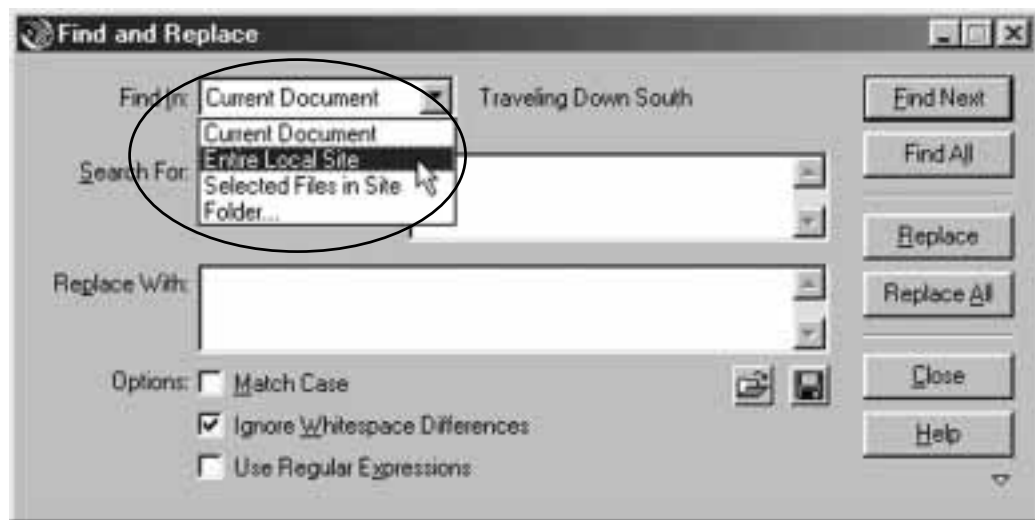 Find and Replace
Find In: Current Document Traveling Down South Find Next
Current Document
Entire Local Site
Selected Files in Site
Folder...
Search For:
Find All
Replace
Replace With:
Replace All
Options: Match Case
Close
Ignore Whitespace Differences
Help
Use Regular Expressions